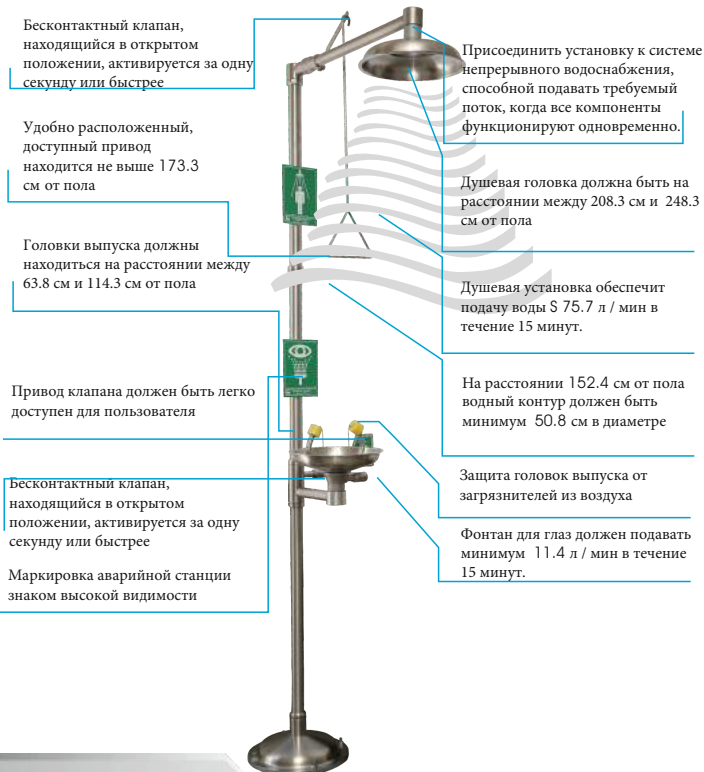 Бесконтактный клапан,
находящийся в открытом
положении, активируется за одну
секунду или быстрее
Удобно расположенный,
доступный привод
находится не выше 173.3
см от пола
Головки выпуска должны
находиться на расстоянии между
63.8 см и 114.3 см от пола
Привод клапана должен быть легко
доступен для пользователя
Бесконтактный клапан,
находящийся в открытом
положении, активируется за одну
секунду или быстрее
Маркировка аварийной станции
знаком высокой видимости
Присоединить установку к системе
непрерывного водоснабжения,
способной подавать требуемый
поток, когда все компоненты
функционируют одновременно.
Душевая головка должна быть на
расстоянии между 208.3 см и 248.3
см от пола
Душевая установка обеспечит
подачу воды S 75.7 л / мин в
течение 15 минут.
На расстоянии 152.4 см от пола
водный контур должен быть
минимум 50.8 см в диаметре
Защита головок выпуска от
загрязнителей из воздуха
Фонтан для глаз должен подавать
минимум 11.4 л / мин в течение
15 минут.